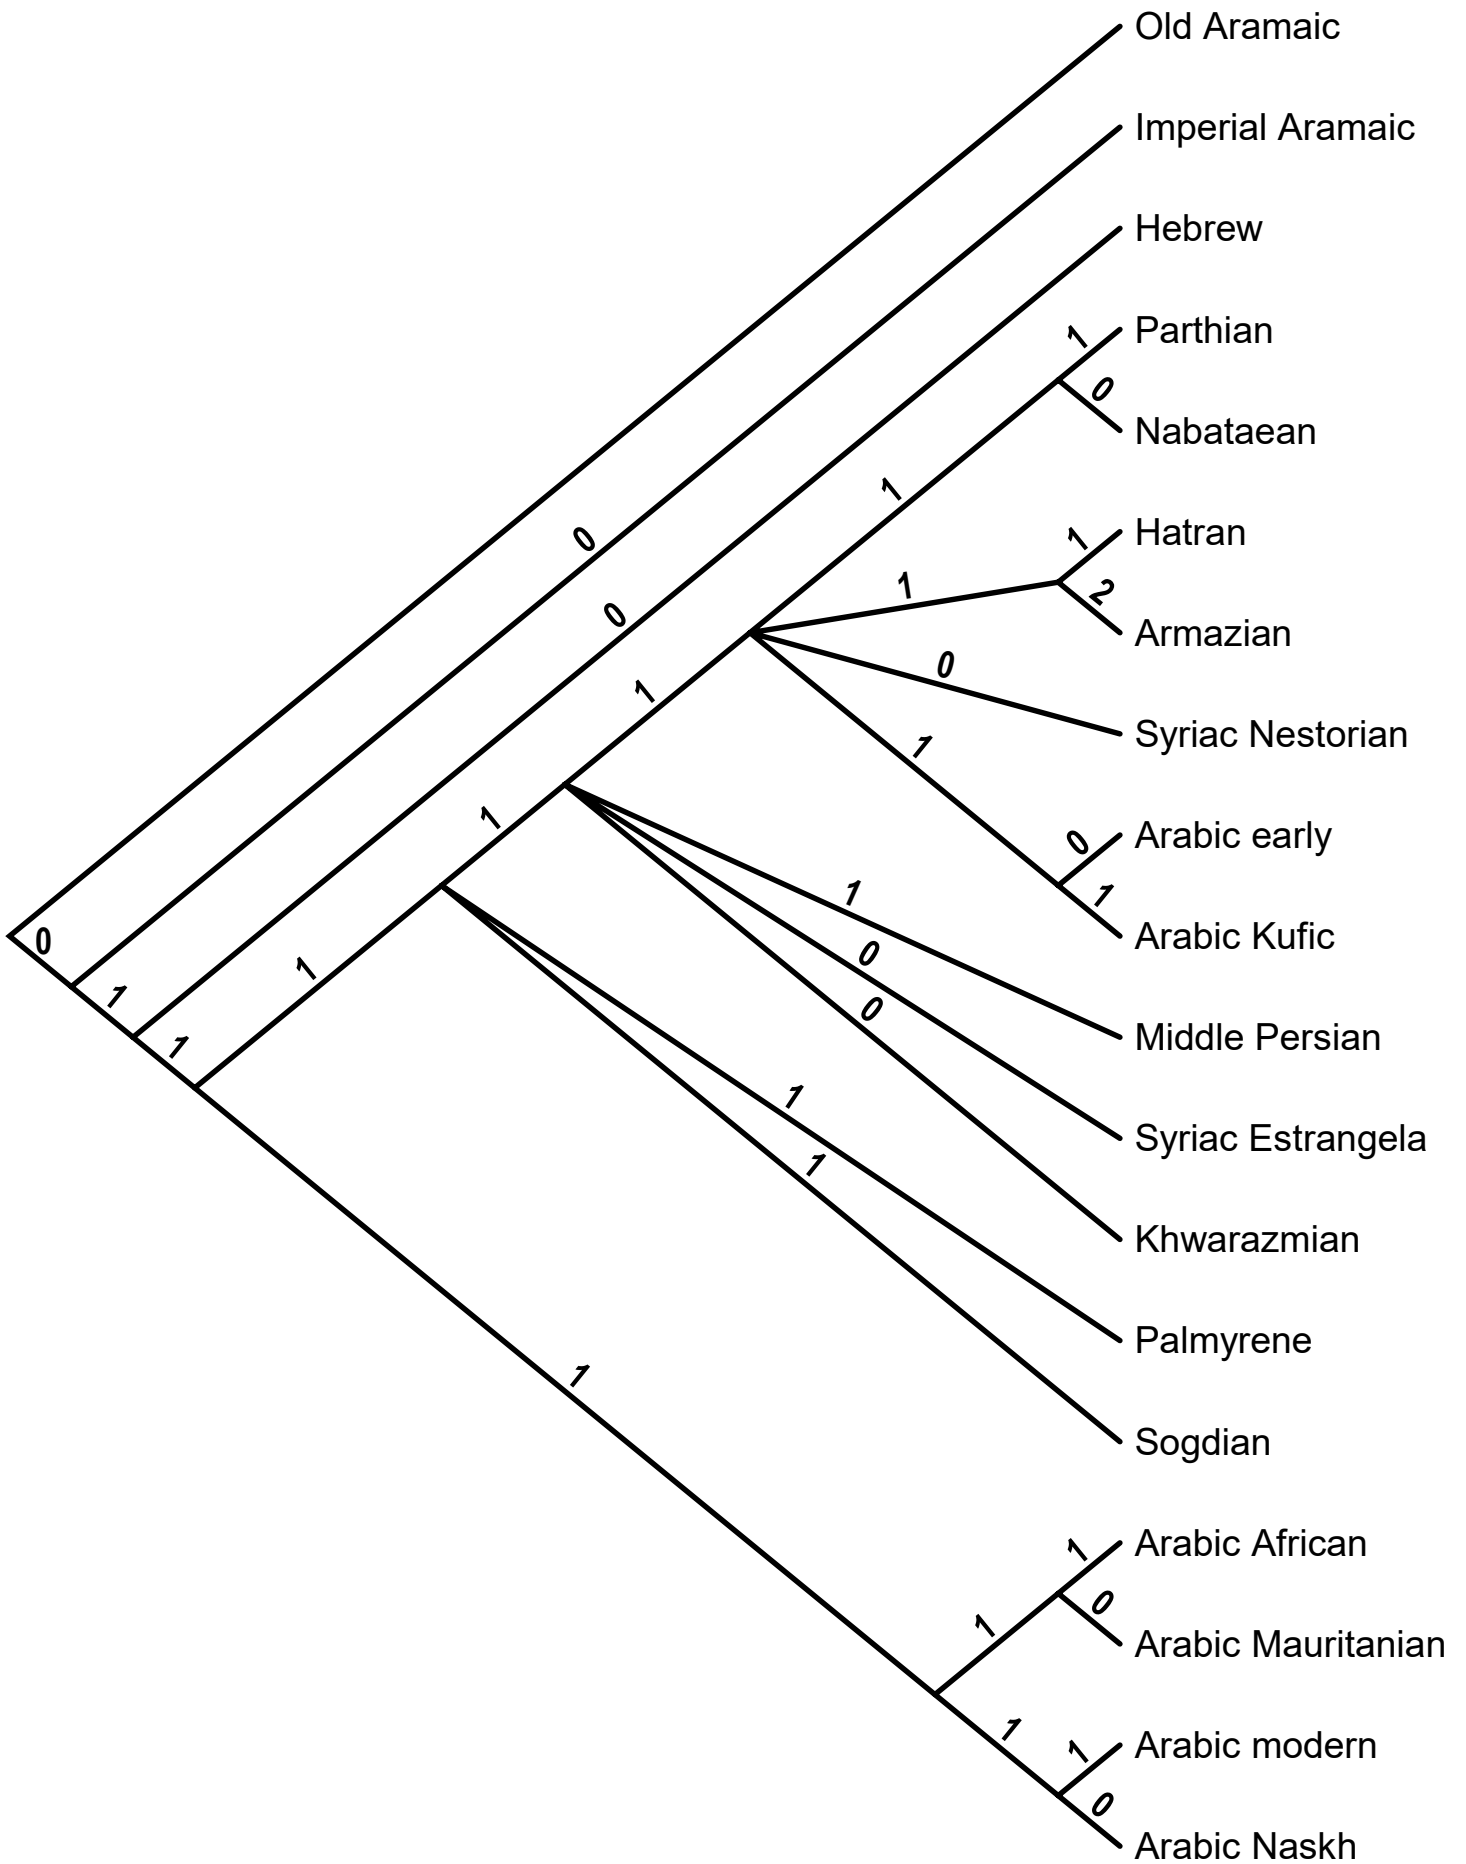 Old Aramaic
Imperial Aramaic
Hebrew
1
Parthian
0
Nabataean
1
1
Hatran
0
1
2
Armazian
0
0
1
Syriac Nestorian
1
1
0
Arabic early
1
1
Arabic Kufic
0
1
0
1
0
Middle Persian
1
1
1
Syriac Estrangela
1
Khwarazmian
Palmyrene
1
Sogdian
1
Arabic African
1
0
Arabic Mauritanian
1
1
Arabic modern
0
Arabic Naskh